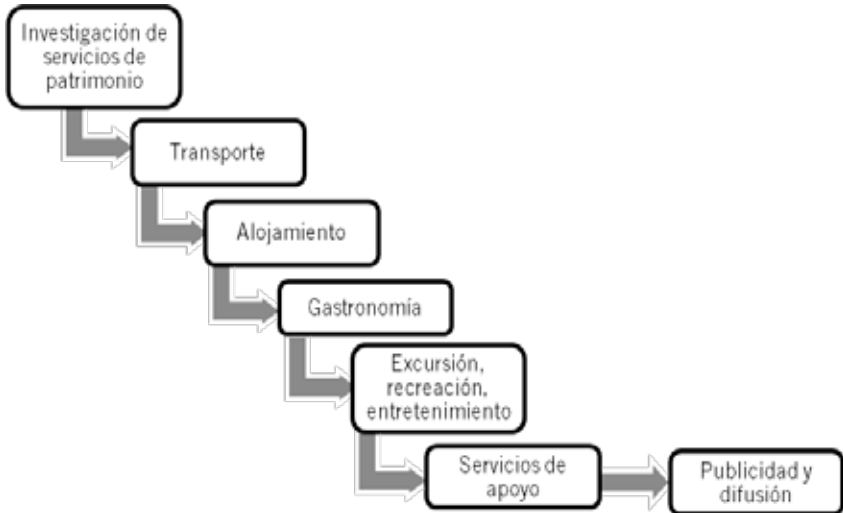 Investigación de
servicios de
patrimonio
Transporte
Alojamiento
Gastronomía
Excursión,
recreación,
entretenimiento
Servicios de
apoyo
Publicidad y
difusión